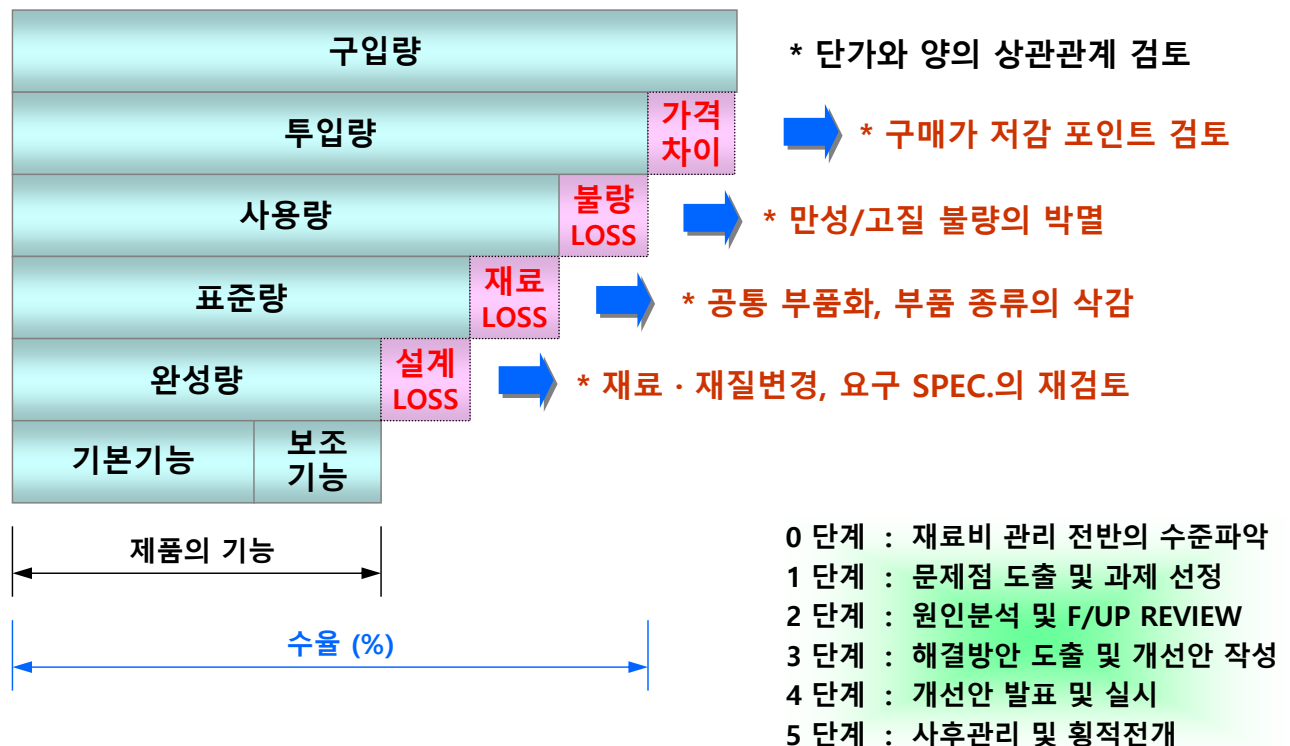 구입량
* 단가와 양의 상관관계 검토
투입량
가격
차이
* 구매가 저감 포인트 검토
사용량
불량
LOSS
* 만성/고질 불량의 박멸
표준량
재료
LOSS
* 공통 부품화, 부품 종류의 삭감
완성량
설계
LOSS
* 재료 · 재질변경, 요구 SPEC.의 재검토
기본기능
보조
기능
제품의 기능
수율 (%)
0 단계 : 재료비 관리 전반의 수준파악
1 단계 : 문제점 도출 및 과제 선정
2 단계 : 원인분석 및 F/UP REVIEW
3 단계 : 해결방안 도출 및 개선안 작성
4 단계 : 개선안 발표 및 실시
5 단계 : 사후관리 및 횡적전개